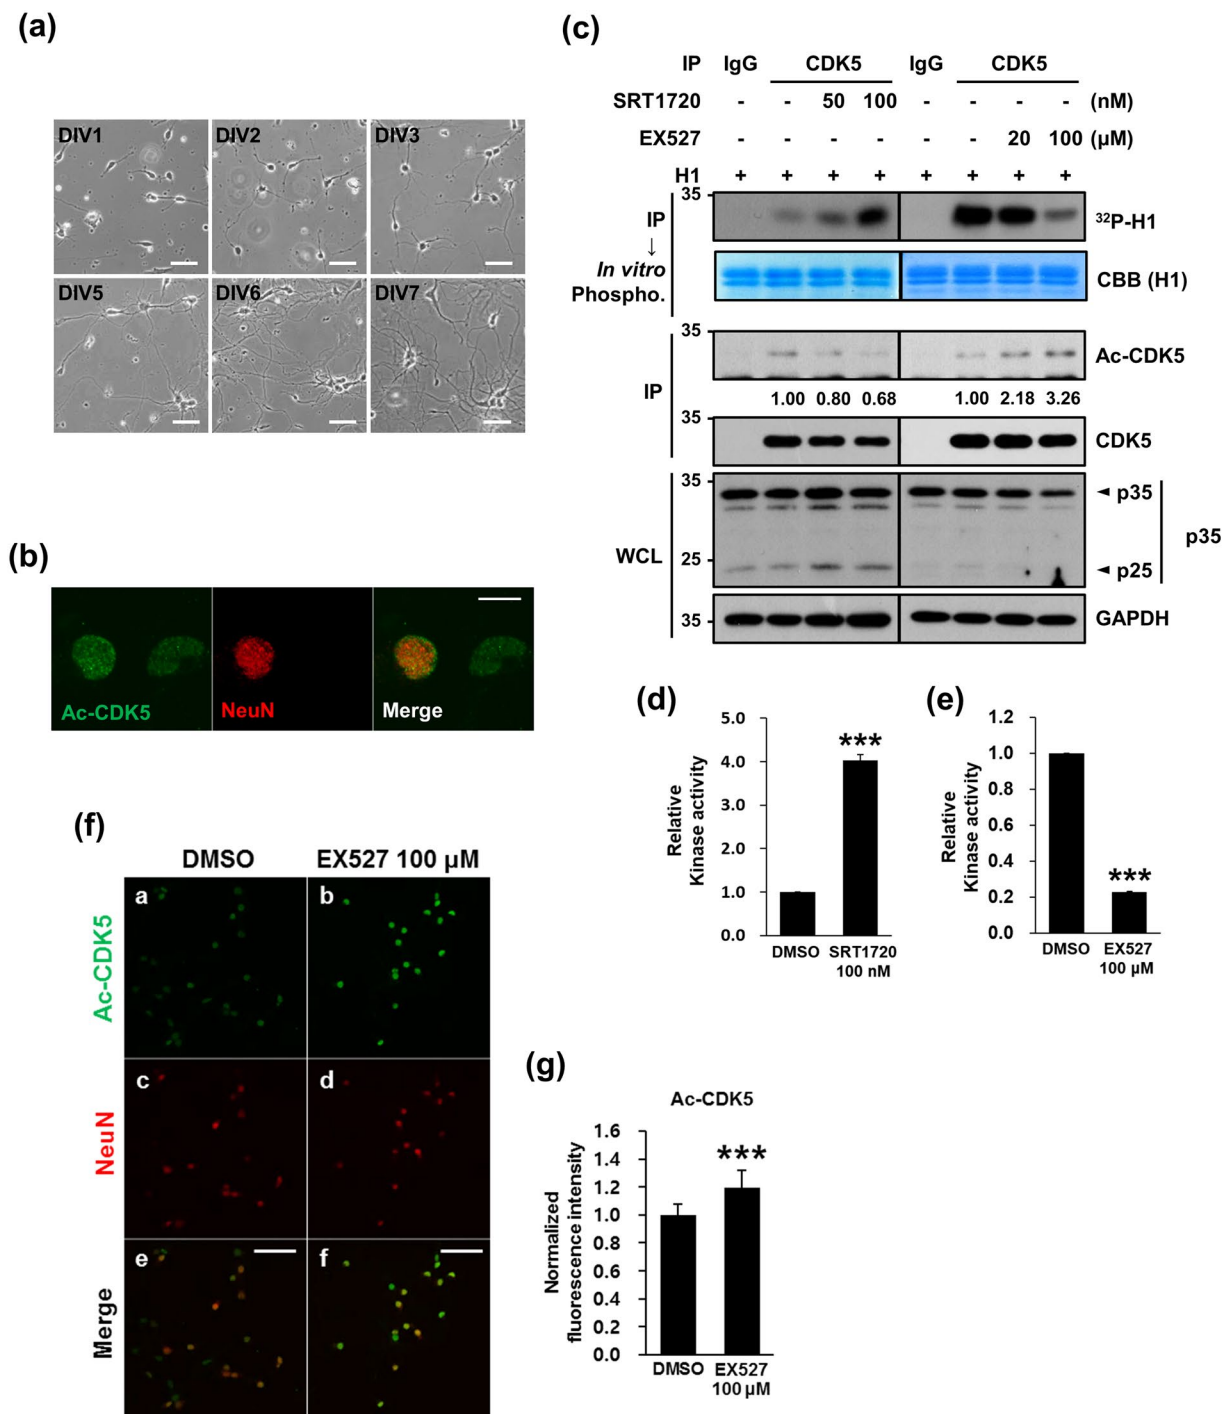 (a)
DIV1 DIV2 DIV3
DIV5 DIV6 DIV7
(b)
Ac-CDK5 NeuN Merge
(c)
IP IgG CDK5 IgG CDK5
SRT1720 - - 50 100 - - - - (nM)
EX527 - - - - - - 20 100 (μM)
H1 + + + + + + + +
35
IP
↓
In vitro
Phospho.
³²P-H1
CBB (H1)
35
Ac-CDK5
IP
1.00 0.80 0.68 1.00 2.18 3.26
35
CDK5
35
◄ p35
p35
WCL
25
◄ p25
35
GAPDH
(d)
Relative
Kinase activity
5.0
4.0
3.0
2.0
1.0
0.0
***
DMSO SRT1720
100 nM
(e)
Relative
Kinase activity
1.2
1.0
0.8
0.6
0.4
0.2
0.0
***
DMSO EX527
100 μM
(f)
DMSO EX527 100 μM
Ac-CDK5
a b
NeuN
c d
Merge
e f
(g)
Ac-CDK5
Normalized
fluorescence intensity
1.6
1.4
1.2
1.0
0.8
0.6
0.4
0.2
0.0
***
DMSO EX527
100 μM